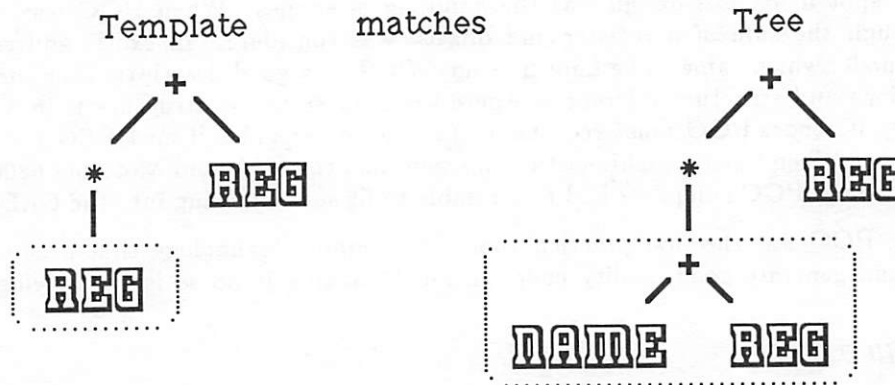 Template matches Tree
+ +
* REG * REG
REG +
NAME REG